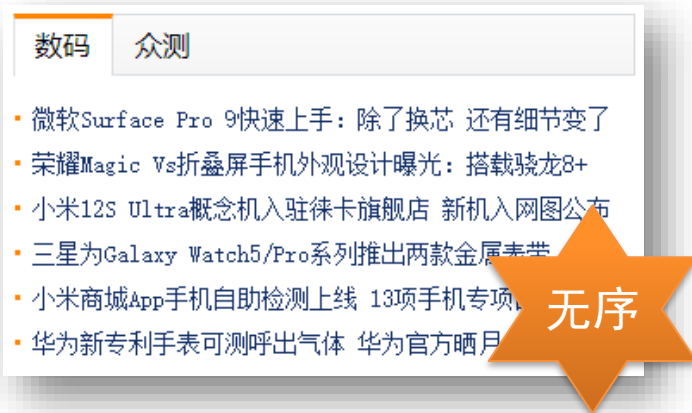 数码 众测
微软Surface Pro 9快速上手：除了换芯 还有细节变了
荣耀Magic Vs折叠屏手机外观设计曝光：搭载骁龙8+
小米12S Ultra概念机入驻徕卡旗舰店 新机入网图公布
三星为Galaxy Watch5/Pro系列推出两款金属表带
小米商城App手机自助检测上线 13项手机专项
华为新专利手表可测呼出气体 华为官方晒月
无序